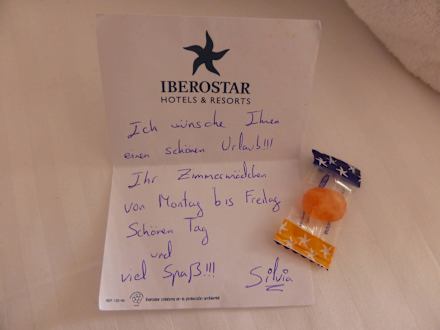 IBEROSTAR
HOTELS & RESORTS
Ich wünsche Ihnen
einen schönen Urlaub!!!
Ihr Zimmermädchen
von Montag bis Freitag
Schönen Tag
und
viel Spaß!!!
Silvia